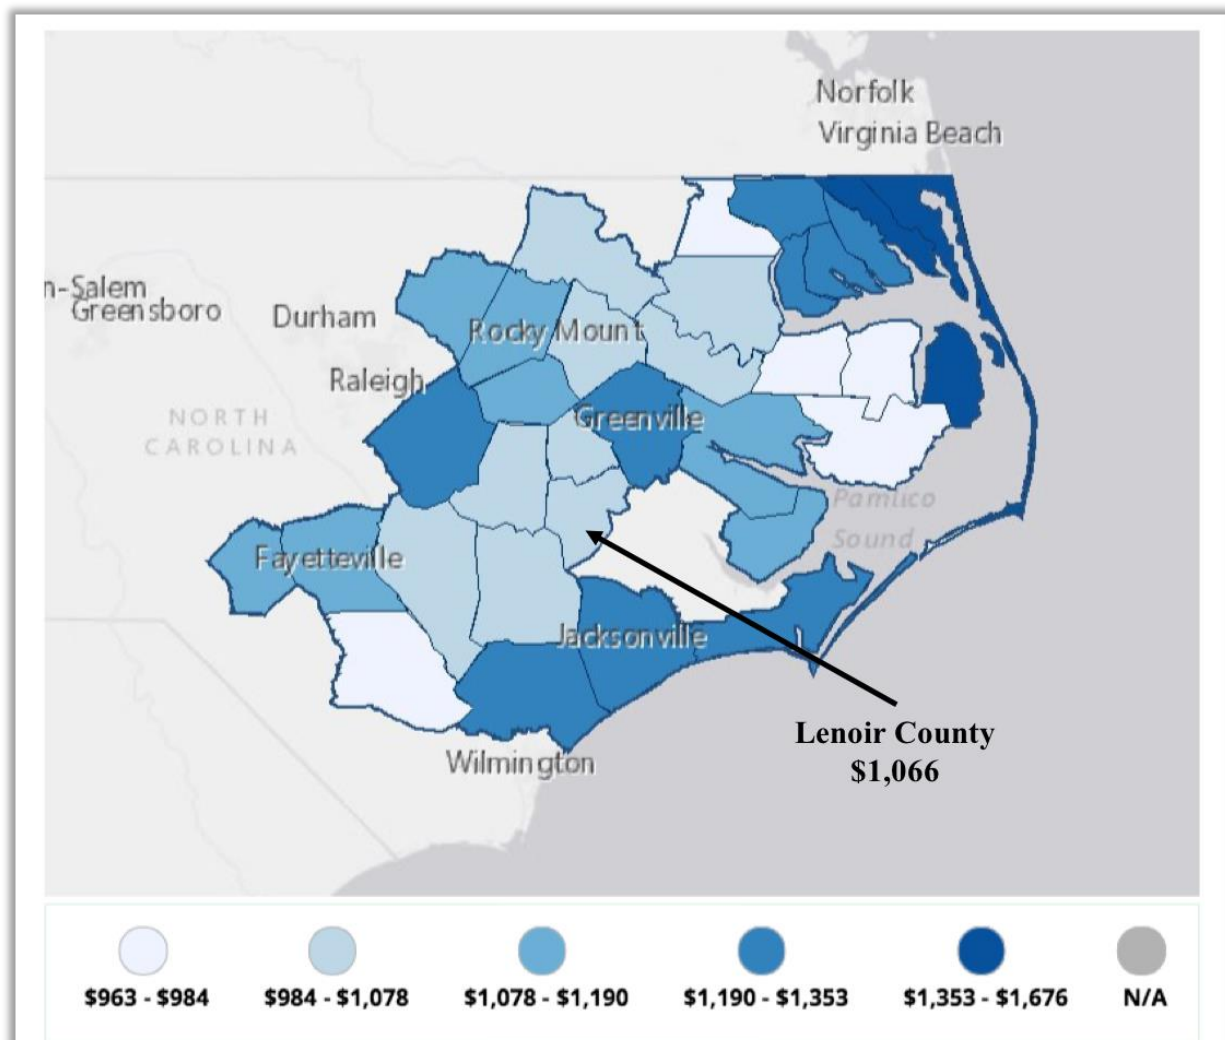 Norfolk
Virginia Beach
n-Salem
Greensboro
Durham
Rocky Mount
Raleigh
NORTH
CAROLINA
Greenville
Pamlico
Sound
Fayetteville
Jacksonville
Lenoir County
$1,066
Wilmington
$963 - $984
$984 - $1,078
$1,078 - $1,190
$1,190 - $1,353
$1,353 - $1,676
N/A